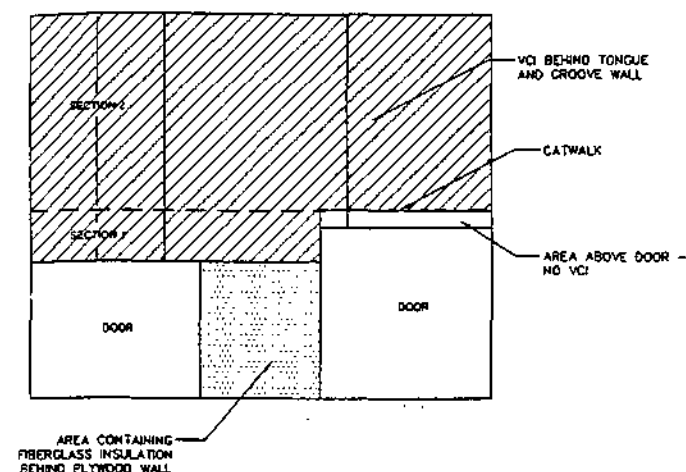 VCI BEHIND TONGUE
AND GROOVE WALL
SECTION 2
CATWALK
SECTION 1
AREA ABOVE DOOR -
NO VCI
DOOR
DOOR
AREA CONTAINING
FIBERGLASS INSULATION
BEHIND PLYWOOD WALL